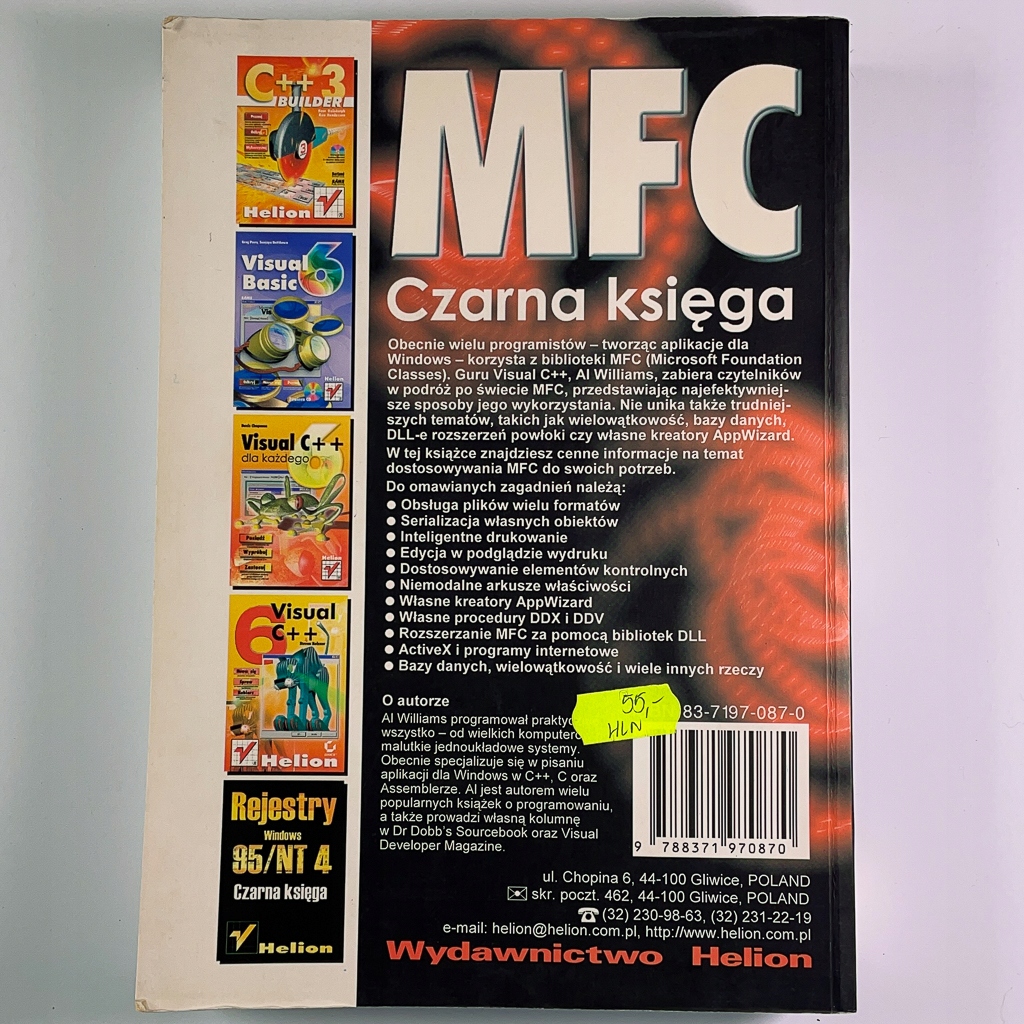 C++ 3
BUILDER
Helion
Visual 6
Basic
Helion
Visual C++ 6
dla każdego
Posiądź
Wypróbuj
Zastosuj
Helion
6 Visual
C++
Helion
Rejestry
Windows
95/NT 4
Czarna księga
Helion
MFC
Czarna księga
Obecnie wielu programistów – tworząc aplikacje dla
Windows – korzysta z biblioteki MFC (Microsoft Foundation
Classes). Guru Visual C++, Al Williams, zabiera czytelników
w podróż po świecie MFC, przedstawiając najefektywniej-
sze sposoby jego wykorzystania. Nie unika także trudniej-
szych tematów, takich jak wielowątkowość, bazy danych,
DLL-e rozszerzeń powłoki czy własne kreatory AppWizard.
W tej książce znajdziesz cenne informacje na temat
dostosowywania MFC do swoich potrzeb.
Do omawianych zagadnień należą:
● Obsługa plików wielu formatów
● Serializacja własnych obiektów
● Inteligentne drukowanie
● Edycja w podglądzie wydruku
● Dostosowywanie elementów kontrolnych
● Niemodalne arkusze właściwości
● Własne kreatory AppWizard
● Własne procedury DDX i DDV
● Rozszerzanie MFC za pomocą bibliotek DLL
● ActiveX i programy internetowe
● Bazy danych, wielowątkowość i wiele innych rzeczy
O autorze
Al Williams programował
wszystko – od wielkich
malutkie jednoukładowe systemy.
Obecnie specjalizuje się w pisaniu
aplikacji dla Windows w C++, C oraz
Assemblerze. Al jest autorem wielu
popularnych książek o programowaniu,
a także prowadzi własną kolumnę
w Dr Dobb's Sourcebook oraz Visual
Developer Magazine.
55,-
HLN
83-7197-087-0
9 788371 970870
ul. Chopina 6, 44-100 Gliwice, POLAND
skr. poczt. 462, 44-100 Gliwice, POLAND
(32) 230-98-63, (32) 231-22-19
e-mail: helion@helion.com.pl, http://www.helion.com.pl
Wydawnictwo Helion